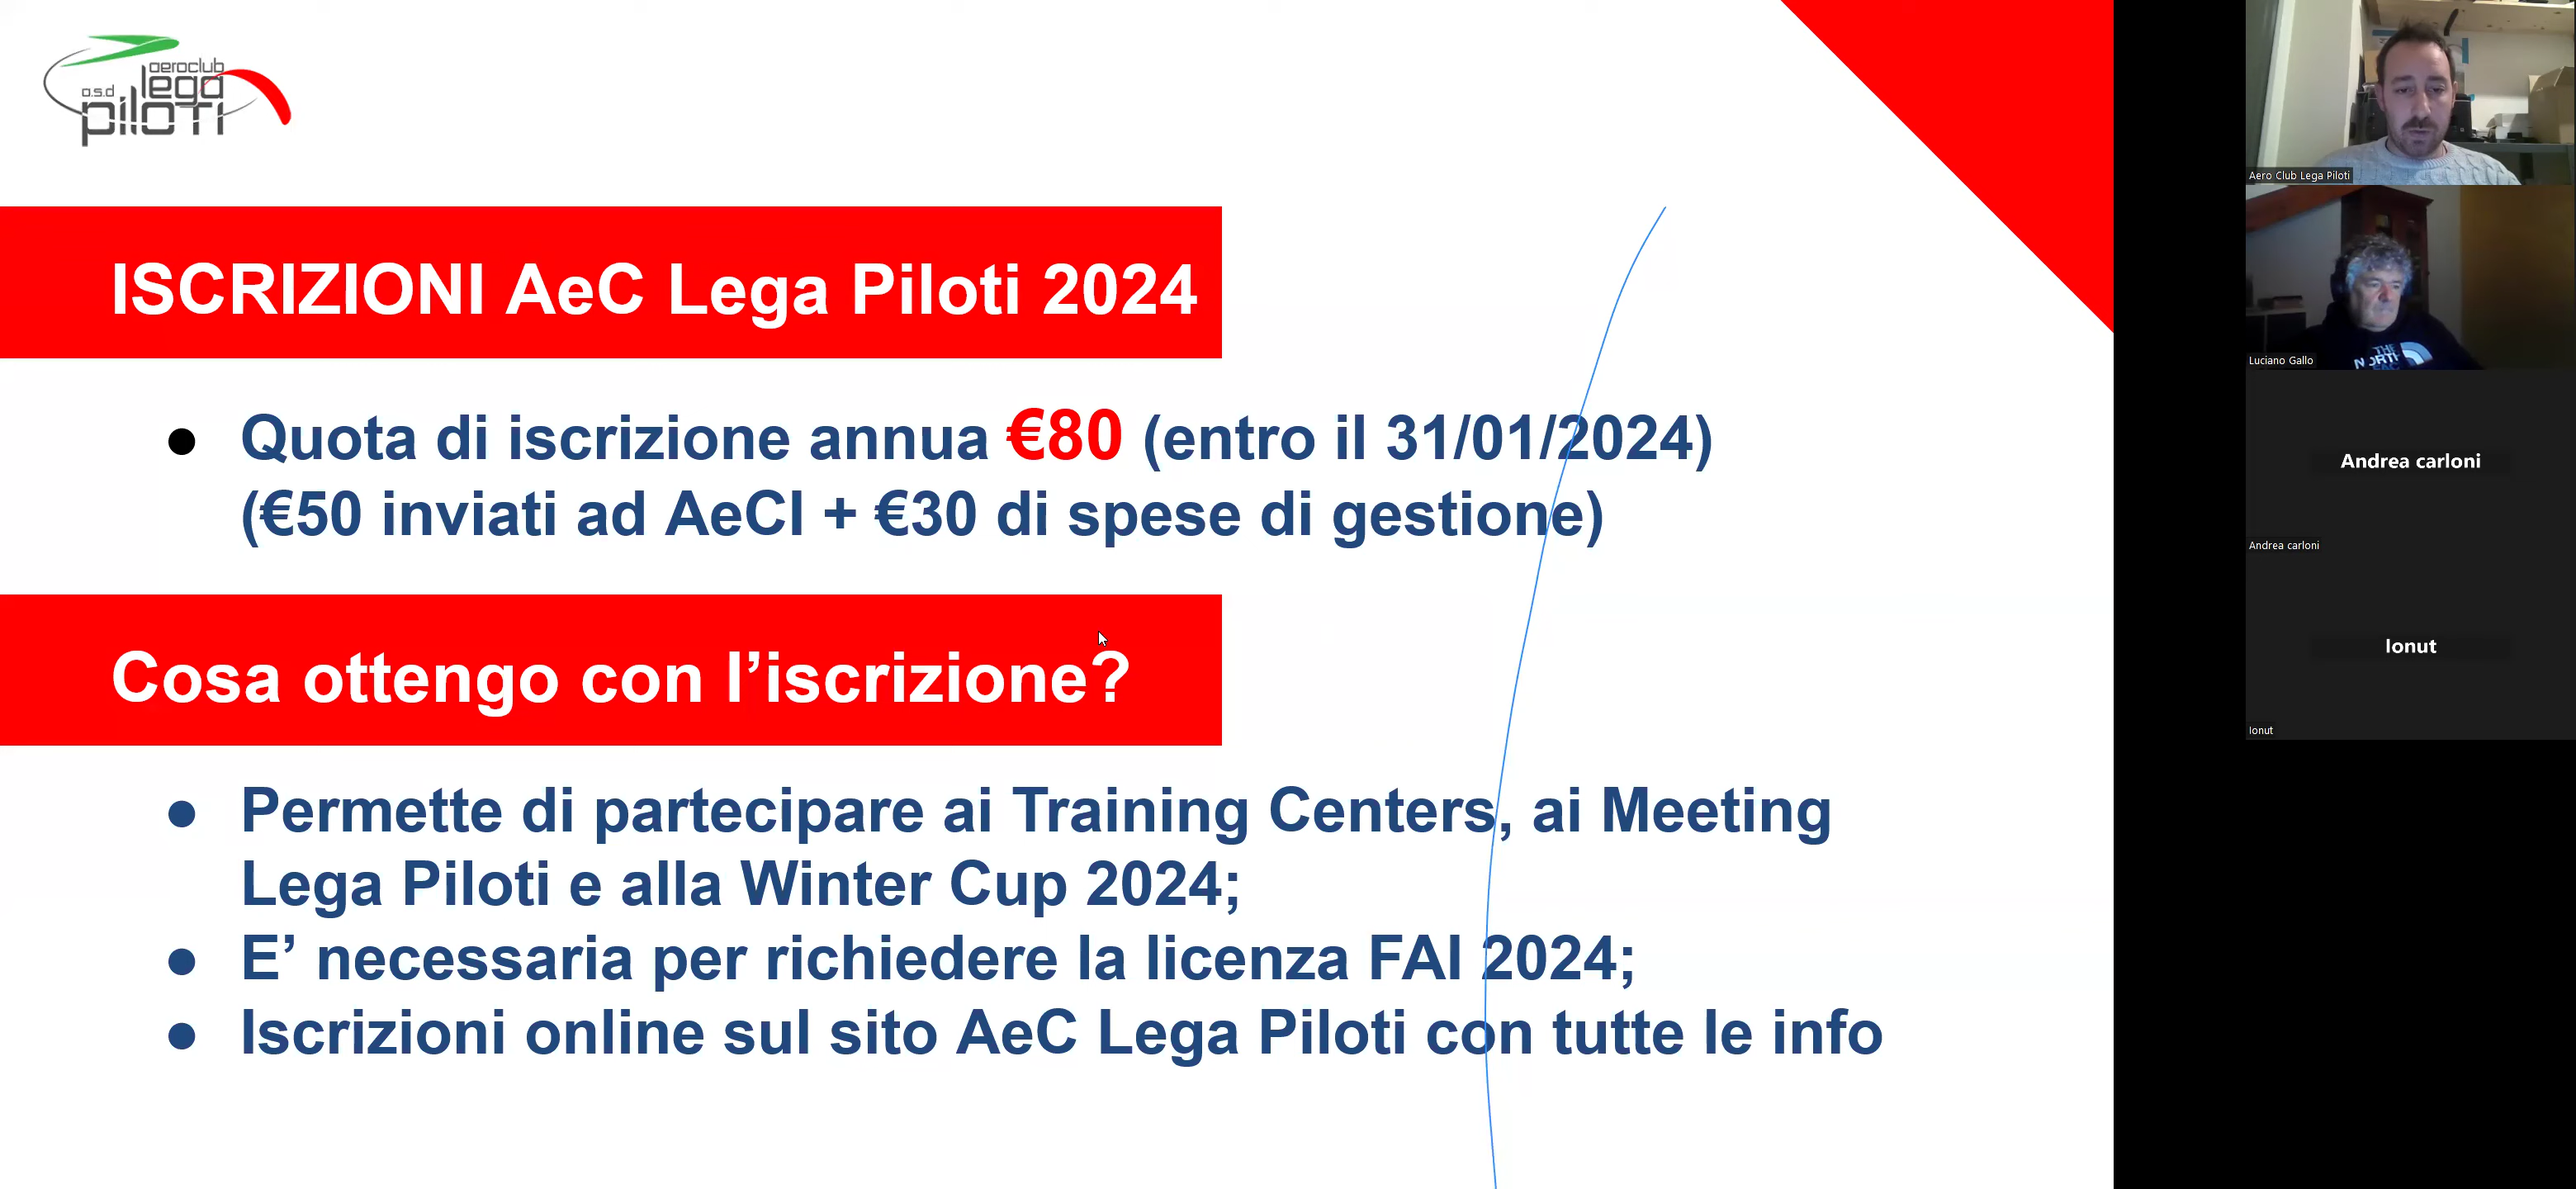 aeroclub
a.s.d lega
piloti
ISCRIZIONI AeC Lega Piloti 2024
● Quota di iscrizione annua €80 (entro il 31/01/2024)
(€50 inviati ad AeCI + €30 di spese di gestione)
Cosa ottengo con l’iscrizione?
● Permette di partecipare ai Training Centers, ai Meeting
Lega Piloti e alla Winter Cup 2024;
● E’ necessaria per richiedere la licenza FAI 2024;
● Iscrizioni online sul sito AeC Lega Piloti con tutte le info
Aero Club Lega Piloti
THE
NORTH
FACE
Luciano Gallo
Andrea carloni
Andrea carloni
Ionut
Ionut